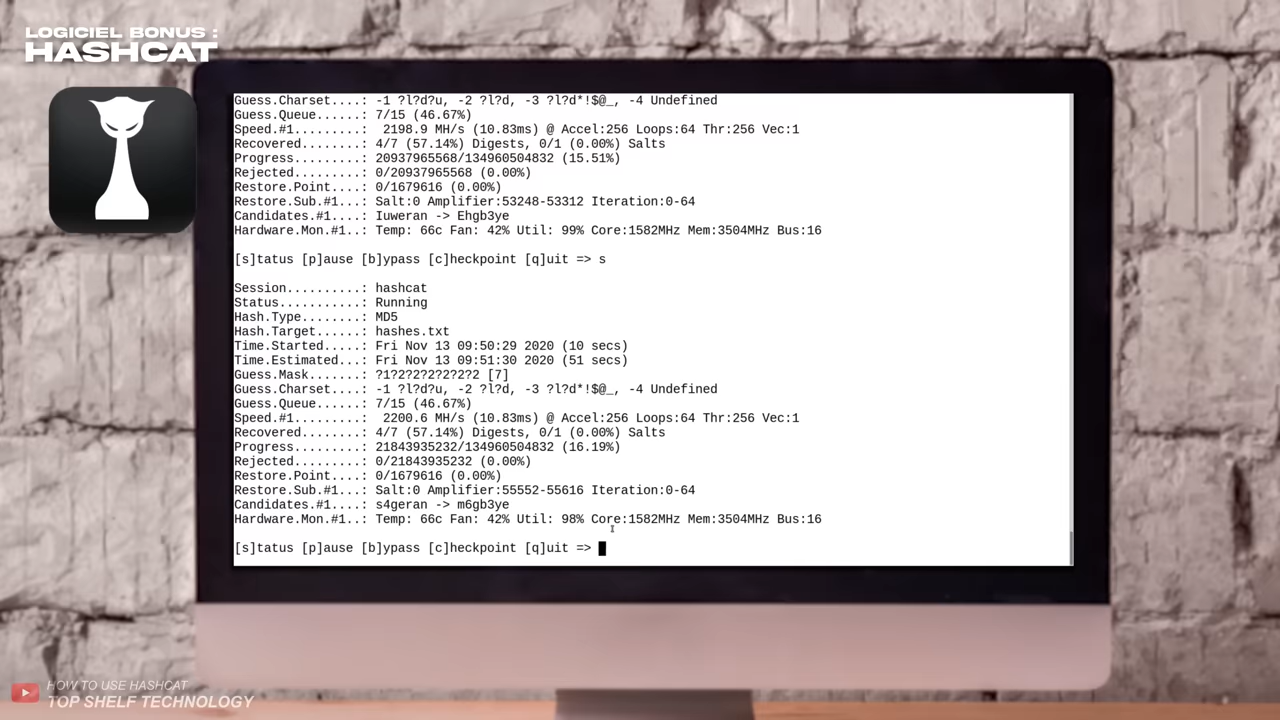 LOGICIEL BONUS :
HASHCAT
Guess.Charset....: -1 ?l?d?u, -2 ?l?d, -3 ?l?d*!$@_, -4 Undefined
Guess.Queue......: 7/15 (46.67%)
Speed.#1.........:  2198.9 MH/s (10.83ms) @ Accel:256 Loops:64 Thr:256 Vec:1
Recovered........: 4/7 (57.14%) Digests, 0/1 (0.00%) Salts
Progress.........: 20937965568/134960504832 (15.51%)
Rejected.........: 0/20937965568 (0.00%)
Restore.Point....: 0/1679616 (0.00%)
Restore.Sub.#1...: Salt:0 Amplifier:53248-53312 Iteration:0-64
Candidates.#1....: Iuweran -> Ehgb3ye
Hardware.Mon.#1..: Temp: 66c Fan: 42% Util: 99% Core:1582MHz Mem:3504MHz Bus:16
[s]tatus [p]ause [b]ypass [c]heckpoint [q]uit => s
Session..........: hashcat
Status...........: Running
Hash.Type........: MD5
Hash.Target......: hashes.txt
Time.Started.....: Fri Nov 13 09:50:29 2020 (10 secs)
Time.Estimated...: Fri Nov 13 09:51:30 2020 (51 secs)
Guess.Mask.......: ?1?2?2?2?2?2?2 [7]
Guess.Charset....: -1 ?l?d?u, -2 ?l?d, -3 ?l?d*!$@_, -4 Undefined
Guess.Queue......: 7/15 (46.67%)
Speed.#1.........:  2200.6 MH/s (10.83ms) @ Accel:256 Loops:64 Thr:256 Vec:1
Recovered........: 4/7 (57.14%) Digests, 0/1 (0.00%) Salts
Progress.........: 21843935232/134960504832 (16.19%)
Rejected.........: 0/21843935232 (0.00%)
Restore.Point....: 0/1679616 (0.00%)
Restore.Sub.#1...: Salt:0 Amplifier:55552-55616 Iteration:0-64
Candidates.#1....: s4geran -> m6gb3ye
Hardware.Mon.#1..: Temp: 66c Fan: 42% Util: 98% Core:1582MHz Mem:3504MHz Bus:16
[s]tatus [p]ause [b]ypass [c]heckpoint [q]uit =>
HOW TO USE HASHCAT
TOP SHELF TECHNOLOGY